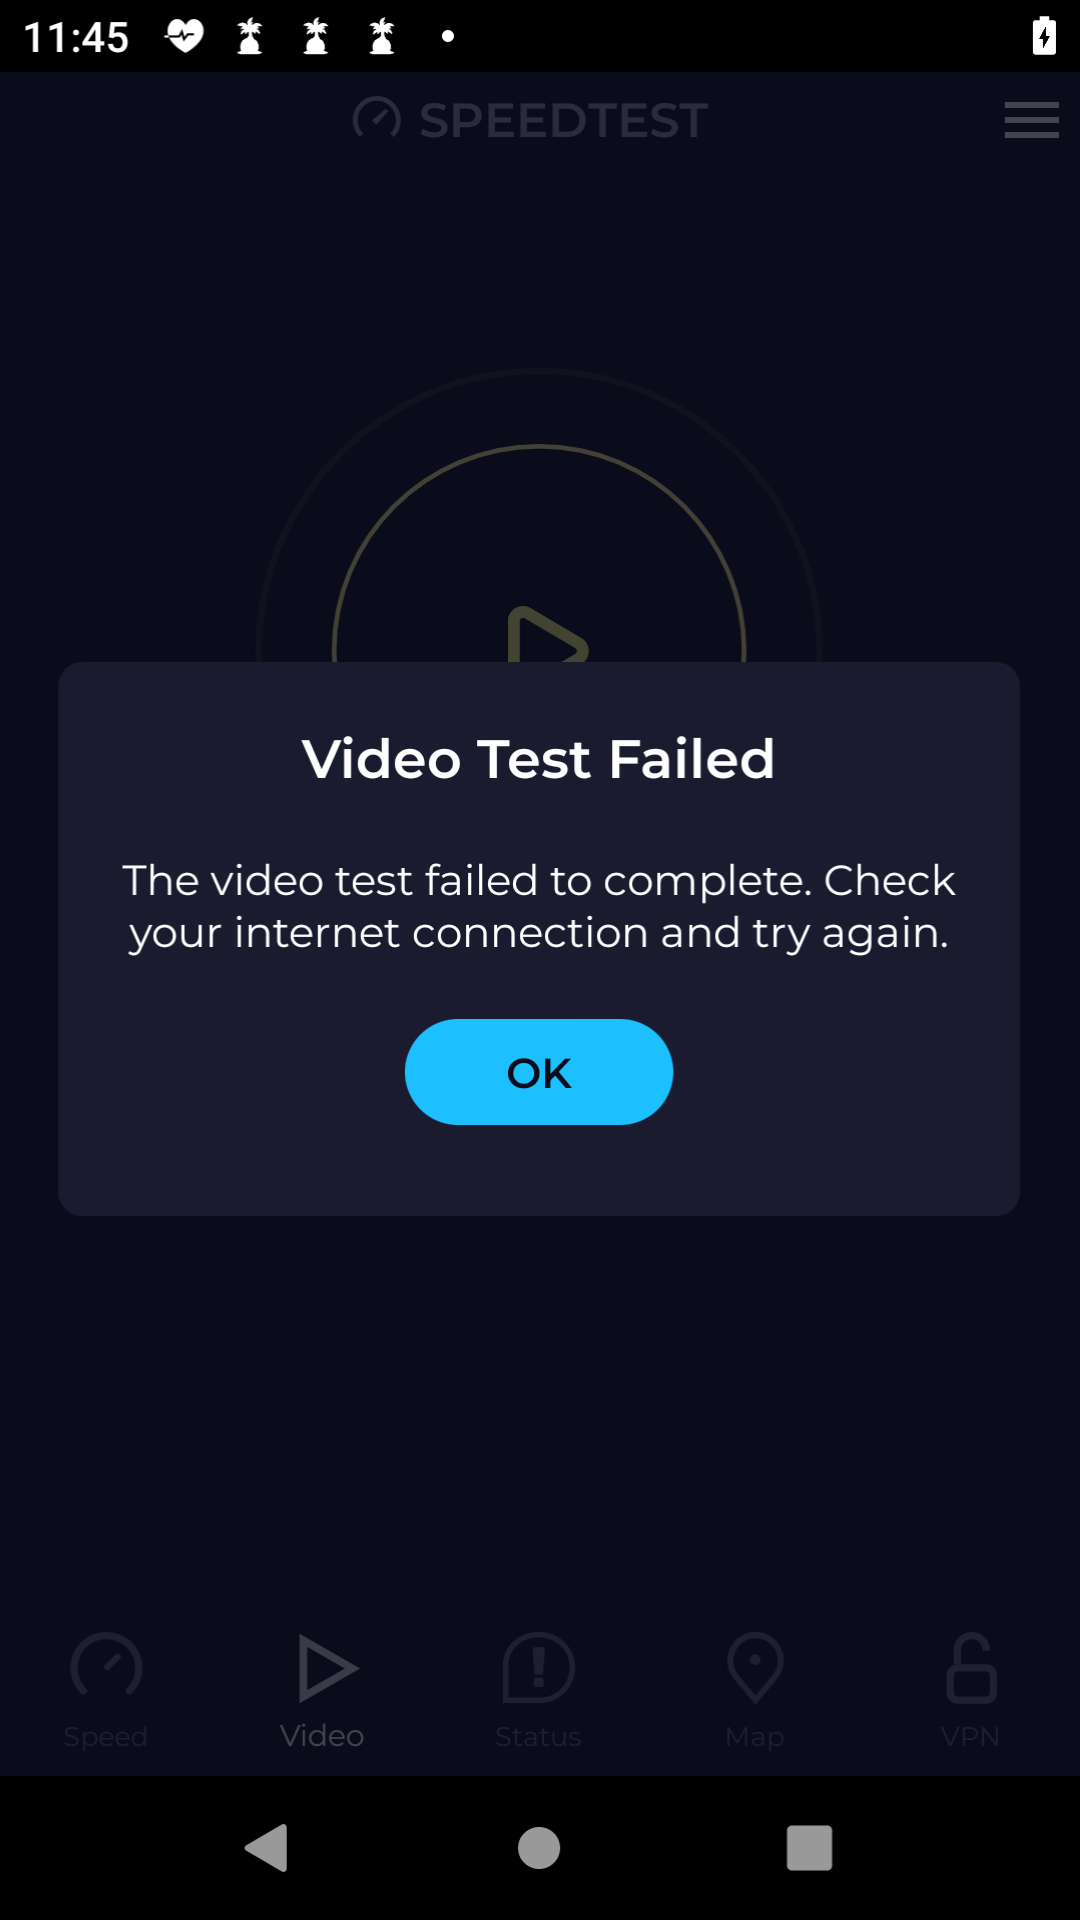 11:45
SPEEDTEST
Video Test Failed
The video test failed to complete. Check
your internet connection and try again.
OK
Speed
Video
Status
Map
VPN